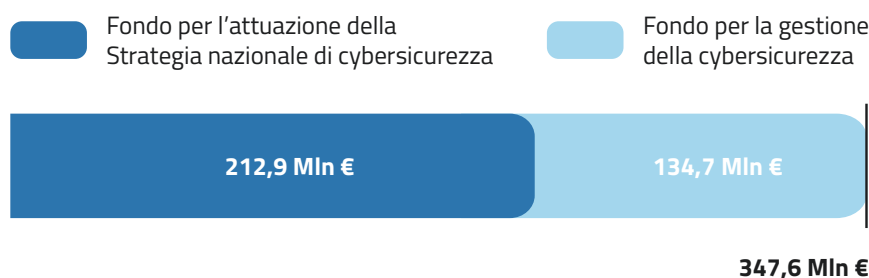 Fondo per l'attuazione della
Strategia nazionale di cybersicurezza
Fondo per la gestione
della cybersicurezza
212,9 Mln €
134,7 Mln €
347,6 Mln €